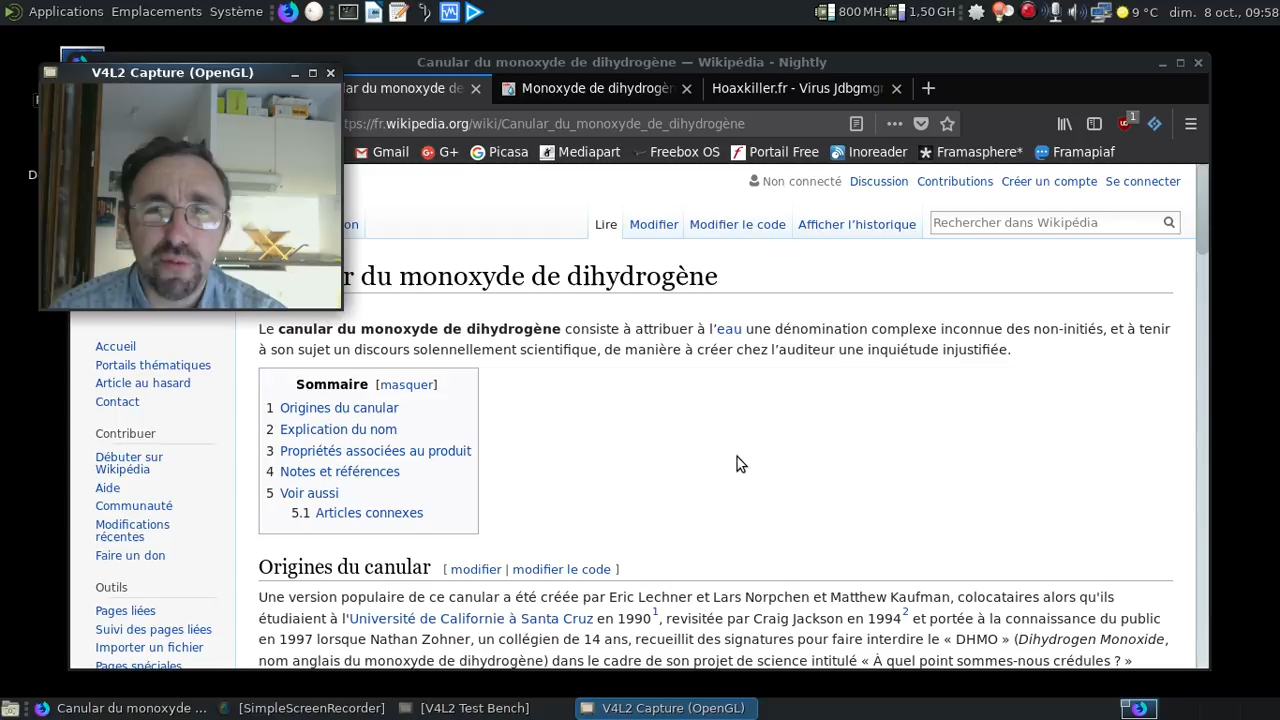 Applications Emplacements Système
800 MH 1,50 GH 9 °C dim. 8 oct., 09:58
V4L2 Capture (OpenGL)
Canular du monoxyde de dihydrogène — Wikipédia - Nightly
ar du monoxyde de
Monoxyde de dihydrogèn
Hoaxkiller.fr - Virus Jdbgmg
tps://fr.wikipedia.org/wiki/Canular_du_monoxyde_de_dihydrogène
1
Gmail G+ Picasa Mediapart Freebox OS Portail Free Inoreader Framasphere* Framapiaf
Non connecté Discussion Contributions Créer un compte Se connecter
on Lire Modifier Modifier le code Afficher l’historique Rechercher dans Wikipédia
r du monoxyde de dihydrogène
Le canular du monoxyde de dihydrogène consiste à attribuer à l’eau une dénomination complexe inconnue des non-initiés, et à tenir
à son sujet un discours solennellement scientifique, de manière à créer chez l’auditeur une inquiétude injustifiée.
Accueil
Portails thématiques
Article au hasard
Contact
Contribuer
Débuter sur
Wikipédia
Aide
Communauté
Modifications
récentes
Faire un don
Outils
Pages liées
Suivi des pages liées
Importer un fichier
Pages spéciales
Sommaire [masquer]
1 Origines du canular
2 Explication du nom
3 Propriétés associées au produit
4 Notes et références
5 Voir aussi
5.1 Articles connexes
Origines du canular [ modifier | modifier le code ]
Une version populaire de ce canular a été créée par Eric Lechner et Lars Norpchen et Matthew Kaufman, colocataires alors qu'ils
étudiaient à l'Université de Californie à Santa Cruz en 1990 1, revisitée par Craig Jackson en 1994 2 et portée à la connaissance du public
en 1997 lorsque Nathan Zohner, un collégien de 14 ans, recueillit des signatures pour faire interdire le « DHMO » (Dihydrogen Monoxide,
nom anglais du monoxyde de dihydrogène) dans le cadre de son projet de science intitulé « À quel point sommes-nous crédules ? »
Canular du monoxyde ... [SimpleScreenRecorder] [V4L2 Test Bench] V4L2 Capture (OpenGL)